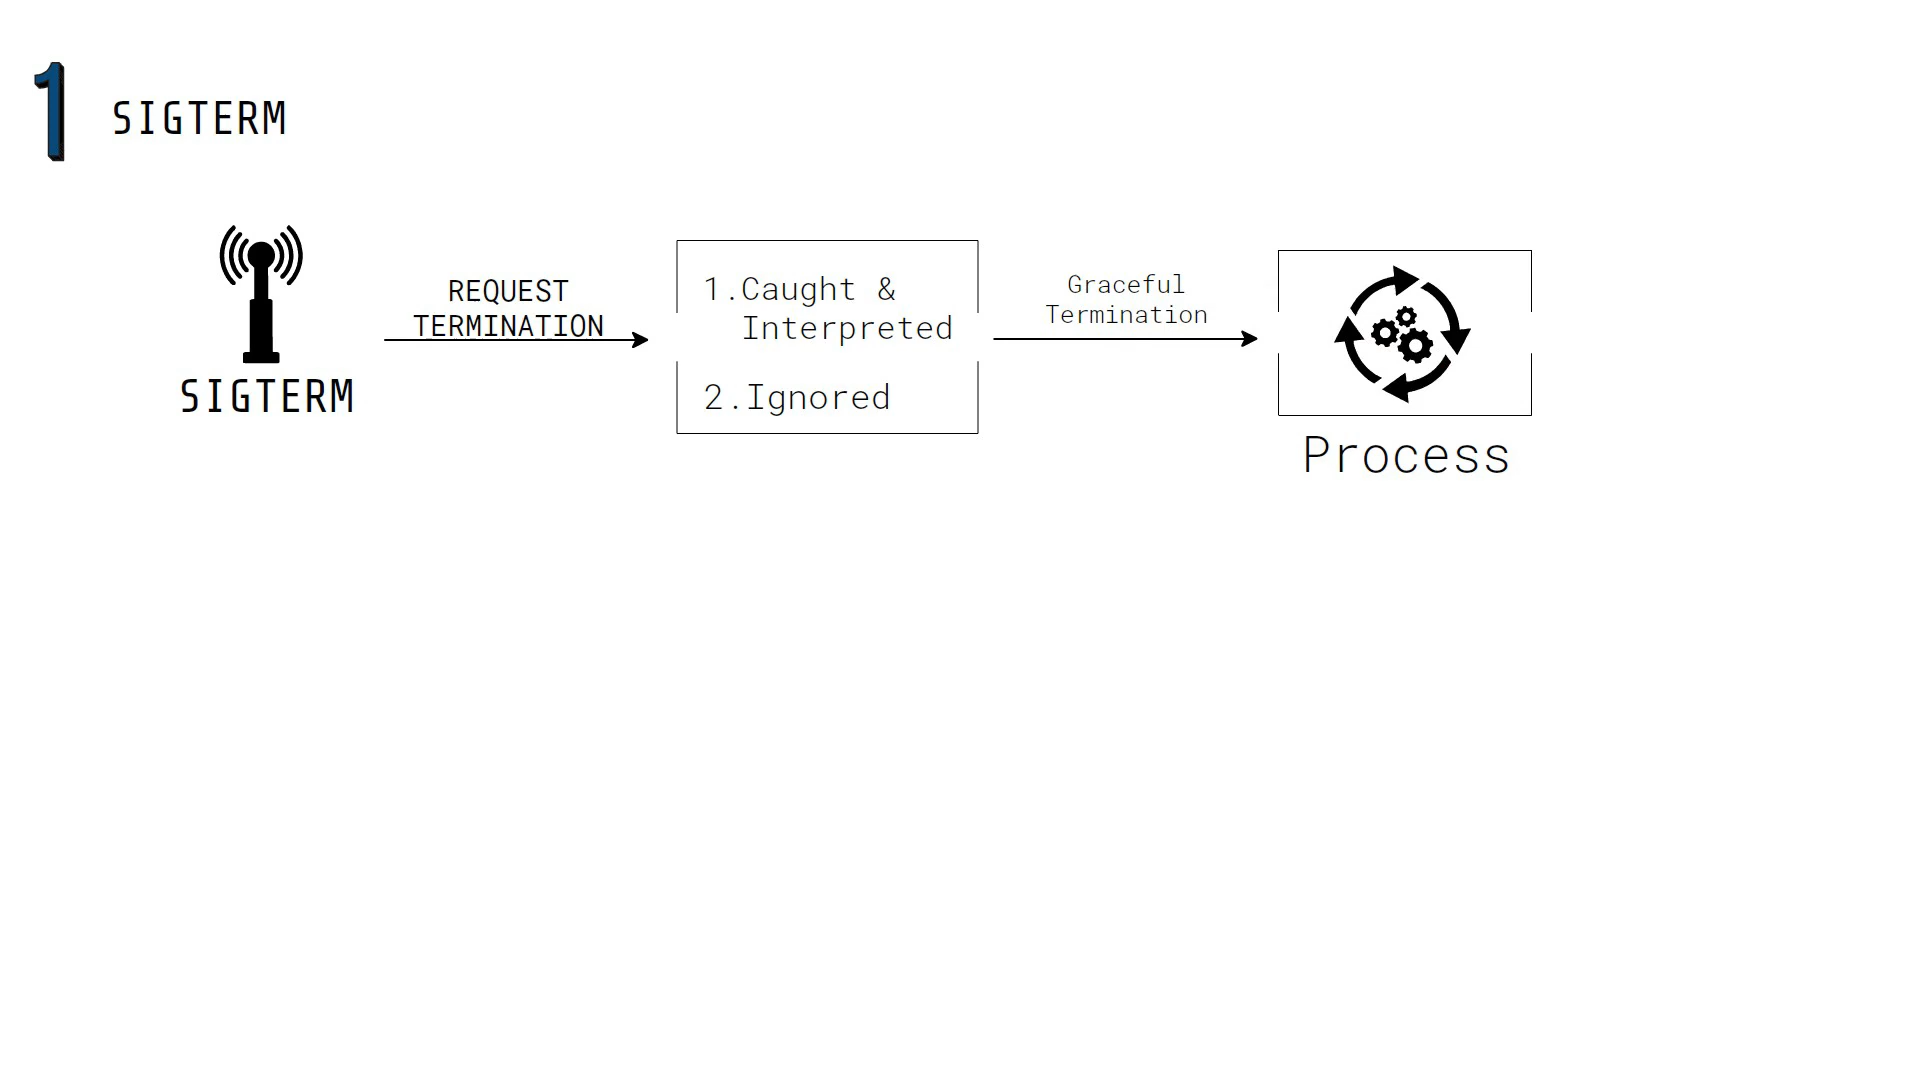 1
SIGTERM
REQUEST
TERMINATION
SIGTERM
1.Caught &
Interpreted
2.Ignored
Graceful
Termination
Process